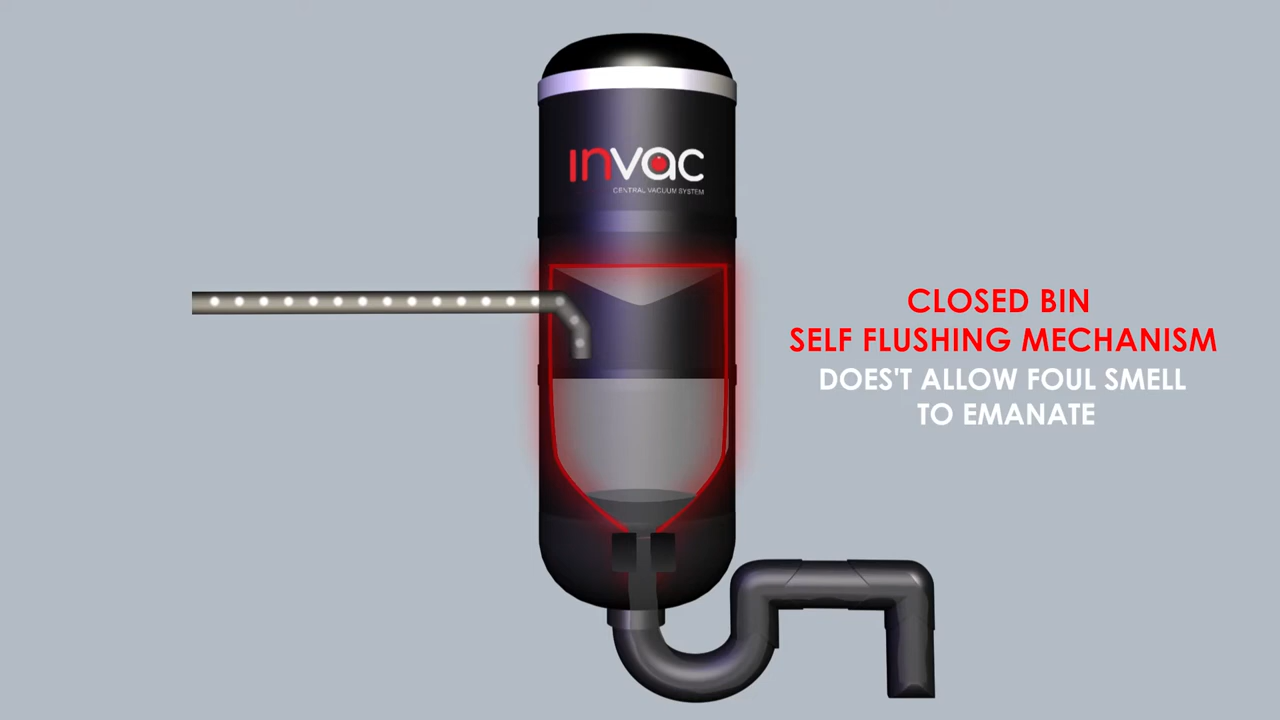 invac
CENTRAL VACUUM SYSTEM
CLOSED BIN
SELF FLUSHING MECHANISM
DOES'T ALLOW FOUL SMELL
TO EMANATE